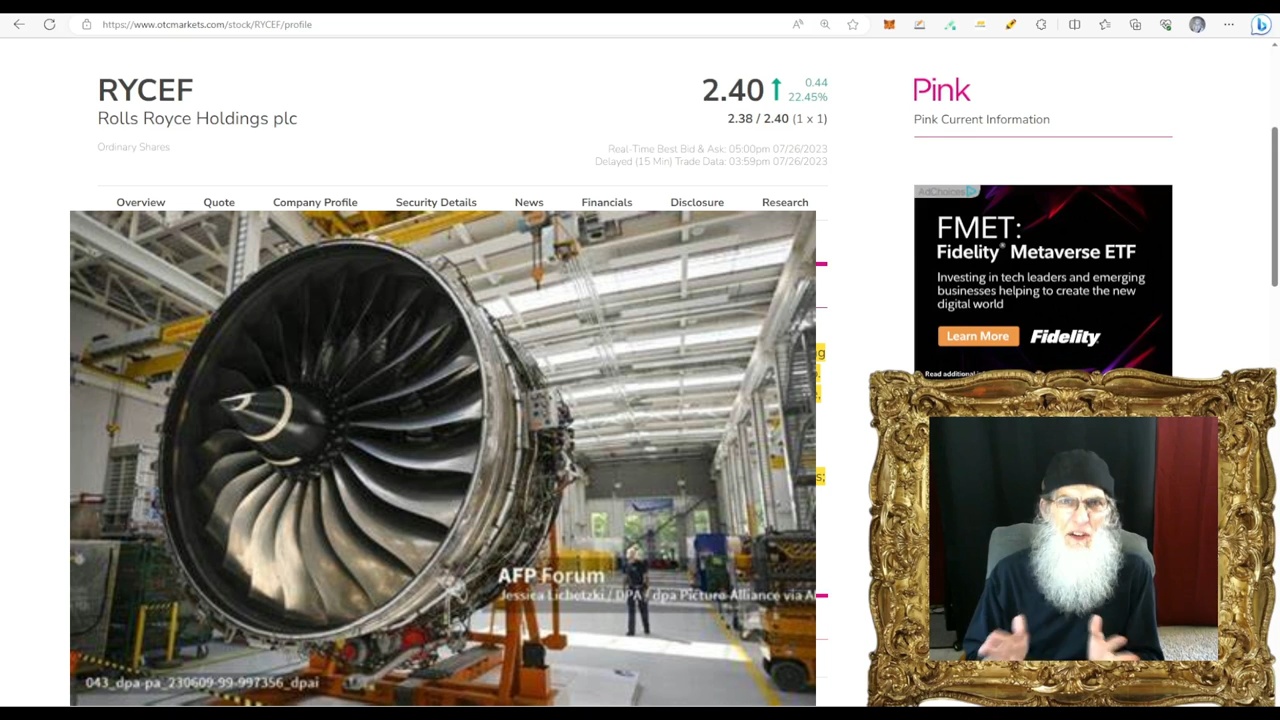 https://www.otcmarkets.com/stock/RYCEF/profile
RYCEF
2.40
0.44
22.45%
Rolls Royce Holdings plc
2.38 / 2.40 (1 x 1)
Ordinary Shares
Real-Time Best Bid & Ask: 05:00pm 07/26/2023
Delayed (15 Min) Trade Data: 03:59pm 07/26/2023
Overview
Quote
Company Profile
Security Details
News
Financials
Disclosure
Research
Pink
Pink Current Information
AdChoices
FMET:
Fidelity® Metaverse ETF
Investing in tech leaders and emerging
businesses helping to create the new
digital world
Learn More
Fidelity
Read additional
AFP Forum
Jessica Lichetzki / DPA / dpa Picture-Alliance via A
043_dpa-pa_230609-99-997356_dpai